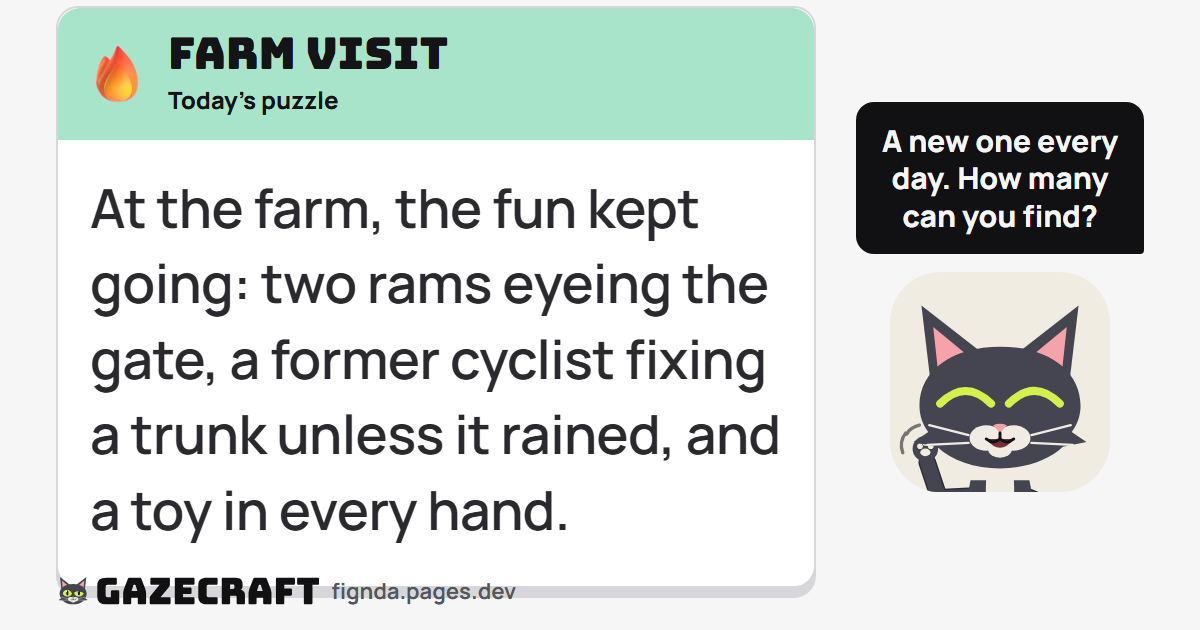 FARM VISIT
Today's puzzle
At the farm, the fun kept
going: two rams eyeing the
gate, a former cyclist fixing
a trunk unless it rained, and
a toy in every hand.
A new one every
day. How many
can you find?
GAZECRAFT fignda.pages.dev